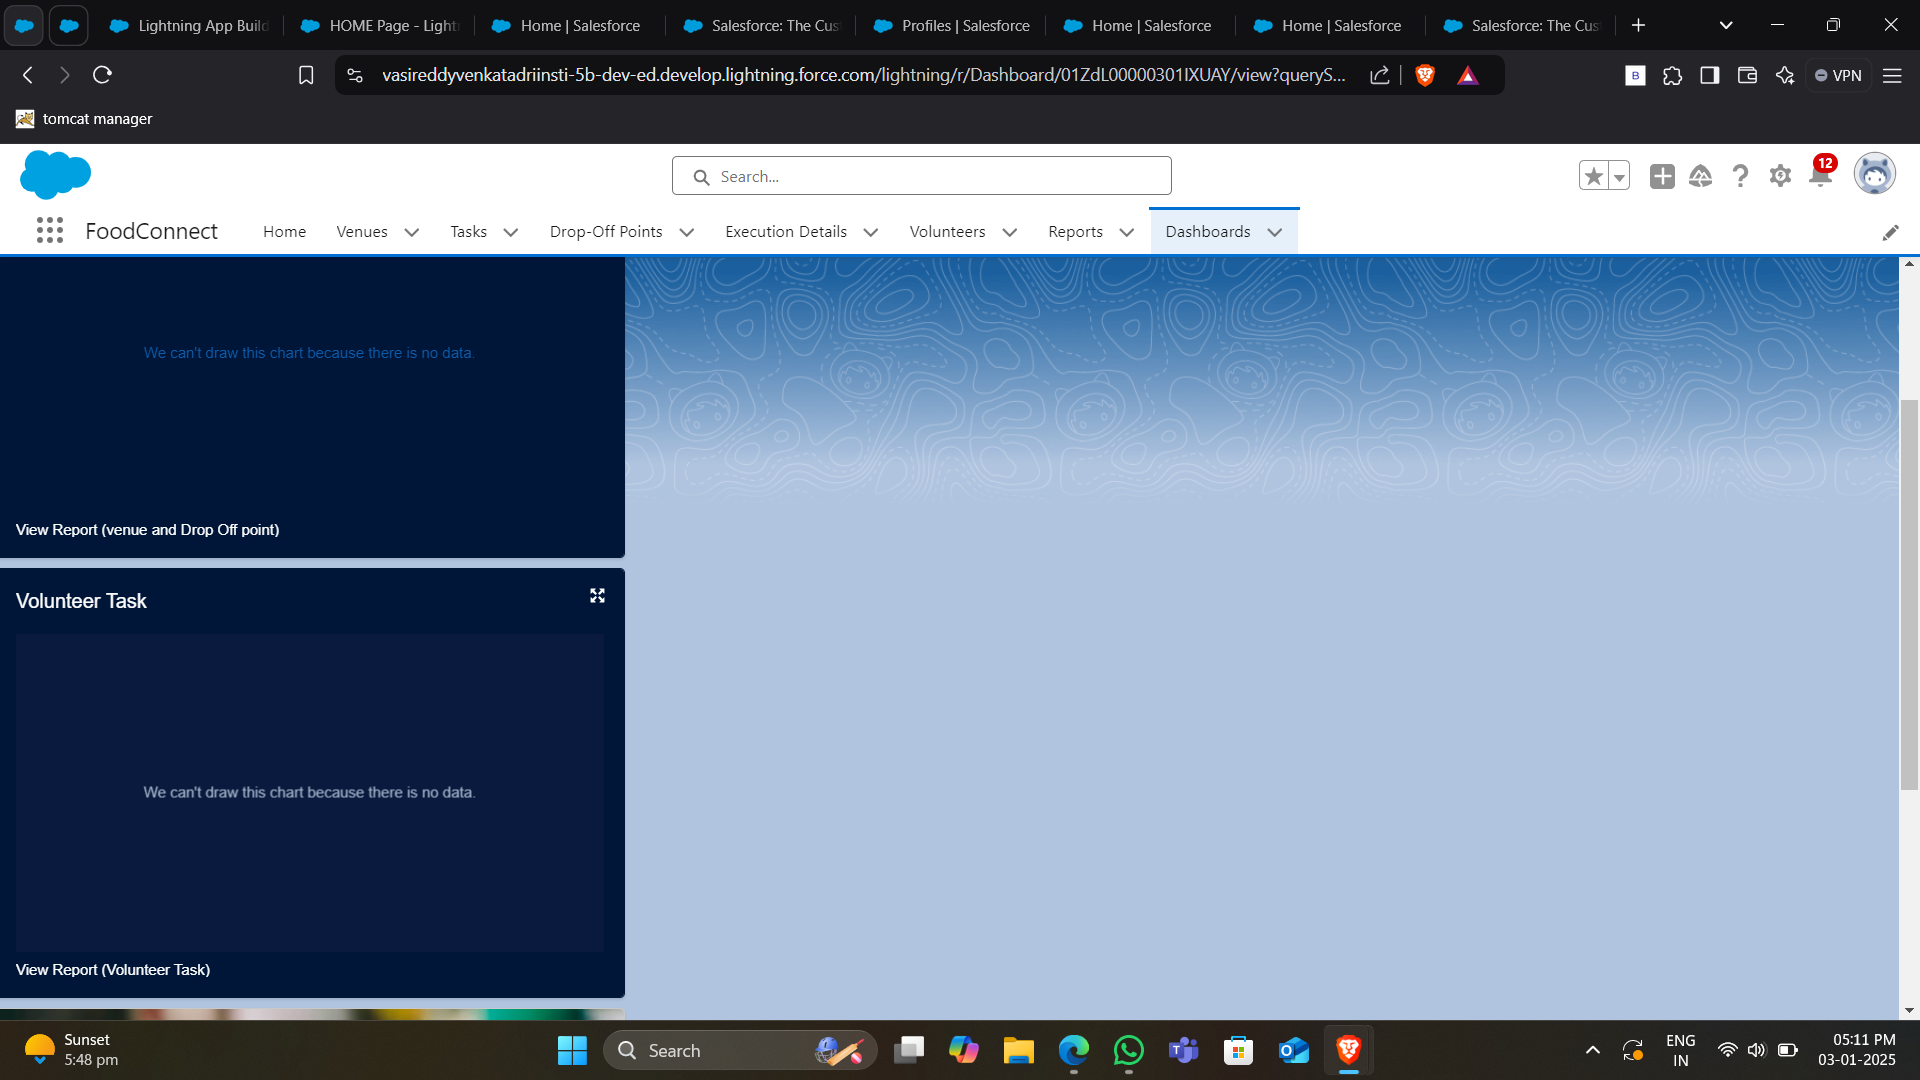 Lightning App Build
HOME Page - Light
Home | Salesforce
Salesforce: The Cus
Profiles | Salesforce
Home | Salesforce
Home | Salesforce
Salesforce: The Cus
vasireddyvenkatadriinsti-5b-dev-ed.develop.lightning.force.com/lightning/r/Dashboard/01ZdL00000301IXUAY/view?queryS...
B
VPN
tomcat manager
Search...
12
FoodConnect
Home
Venues
Tasks
Drop-Off Points
Execution Details
Volunteers
Reports
Dashboards
We can't draw this chart because there is no data.
View Report (venue and Drop Off point)
Volunteer Task
We can't draw this chart because there is no data.
View Report (Volunteer Task)
Sunset
5:48 pm
Search
ENG
IN
05:11 PM
03-01-2025